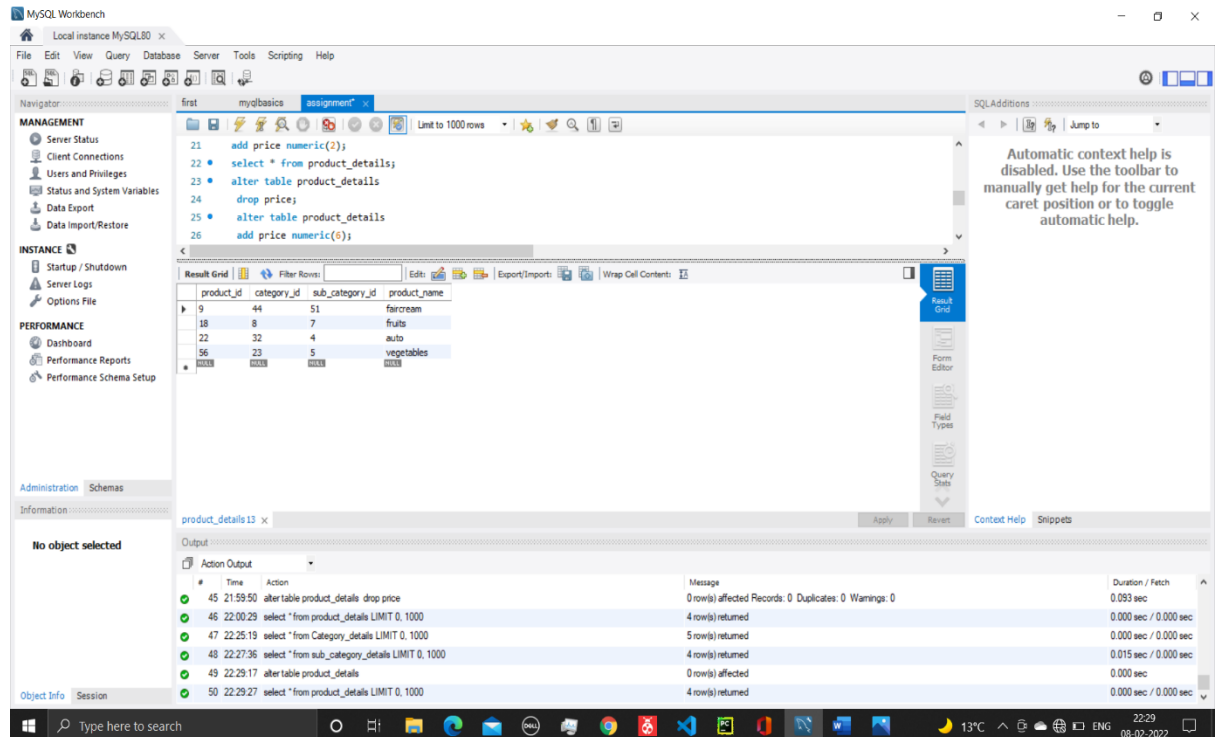 MySQL Workbench
Local instance MySQL80
File Edit View Query Database Server Tools Scripting Help
Navigator
MANAGEMENT
Server Status
Client Connections
Users and Privileges
Status and System Variables
Data Export
Data Import/Restore
INSTANCE
Startup / Shutdown
Server Logs
Options File
PERFORMANCE
Dashboard
Performance Reports
Performance Schema Setup
Administration Schemas
Information
No object selected
Object Info Session
first myqlbasics assignment*
Limit to 1000 rows
21 add price numeric(2);
22 select * from product_details;
23 alter table product_details
24 drop price;
25 alter table product_details
26 add price numeric(6);
Result Grid Filter Rows: Edit: Export/Import: Wrap Cell Content:
product_id category_id sub_category_id product_name
9 44 51 faircream
18 8 7 fruits
22 32 4 auto
56 23 5 vegetables
NULL NULL NULL NULL
Result Grid
Form Editor
Field Types
Query Stats
product_details 13 Apply Revert
SQLAdditions
Jump to
Automatic context help is
disabled. Use the toolbar to
manually get help for the current
caret position or to toggle
automatic help.
Context Help Snippets
Output
Action Output
# Time Action Message Duration / Fetch
45 21:59:50 alter table product_details drop price 0 row(s) affected Records: 0 Duplicates: 0 Warnings: 0 0.093 sec
46 22:00:29 select * from product_details LIMIT 0, 1000 4 row(s) returned 0.000 sec / 0.000 sec
47 22:25:19 select * from Category_details LIMIT 0, 1000 5 row(s) returned 0.000 sec / 0.000 sec
48 22:27:36 select * from sub_category_details LIMIT 0, 1000 4 row(s) returned 0.015 sec / 0.000 sec
49 22:29:17 alter table product_details 0 row(s) affected 0.000 sec
50 22:29:27 select * from product_details LIMIT 0, 1000 4 row(s) returned 0.000 sec / 0.000 sec
Type here to search
13°C ENG 22:29
08-02-2022